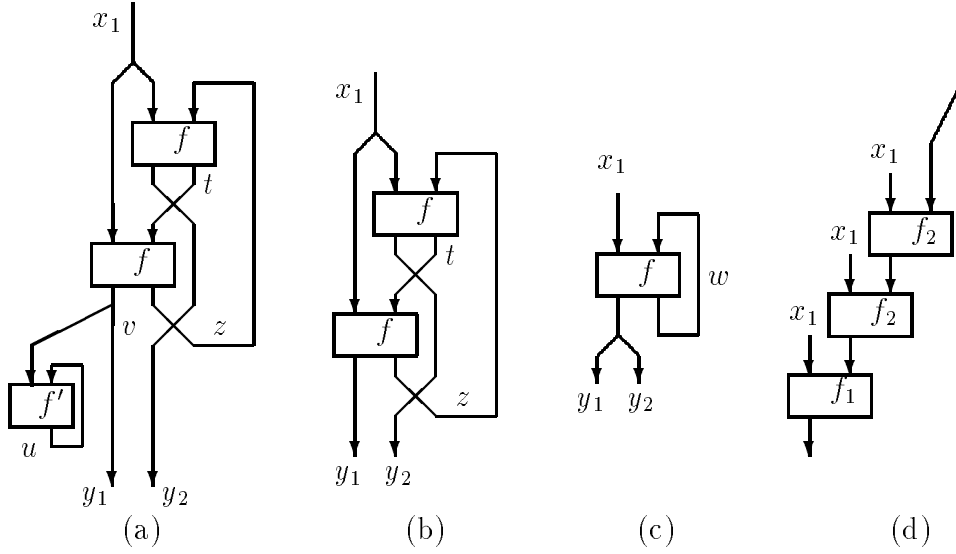 x₁
f
t
f
v
z
f'
u
y₁
y₂
(a)
x₁
f
t
f
z
y₁
y₂
(b)
x₁
f
w
y₁
y₂
(c)
x₁
f₂
x₁
f₂
x₁
f₁
(d)